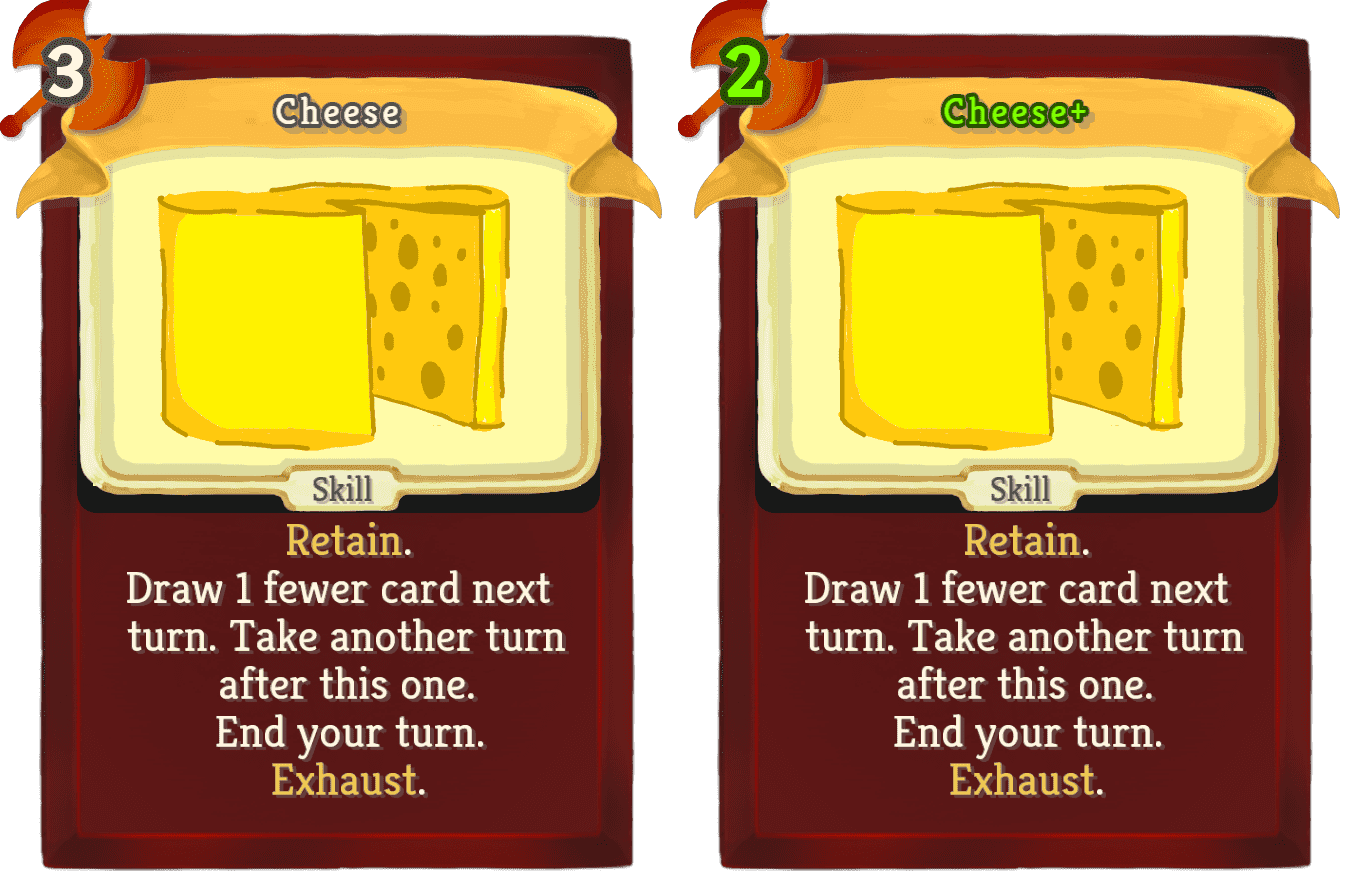 3
Cheese
Skill
Retain.
Draw 1 fewer card next
turn. Take another turn
after this one.
End your turn.
Exhaust.
2
Cheese+
Skill
Retain.
Draw 1 fewer card next
turn. Take another turn
after this one.
End your turn.
Exhaust.